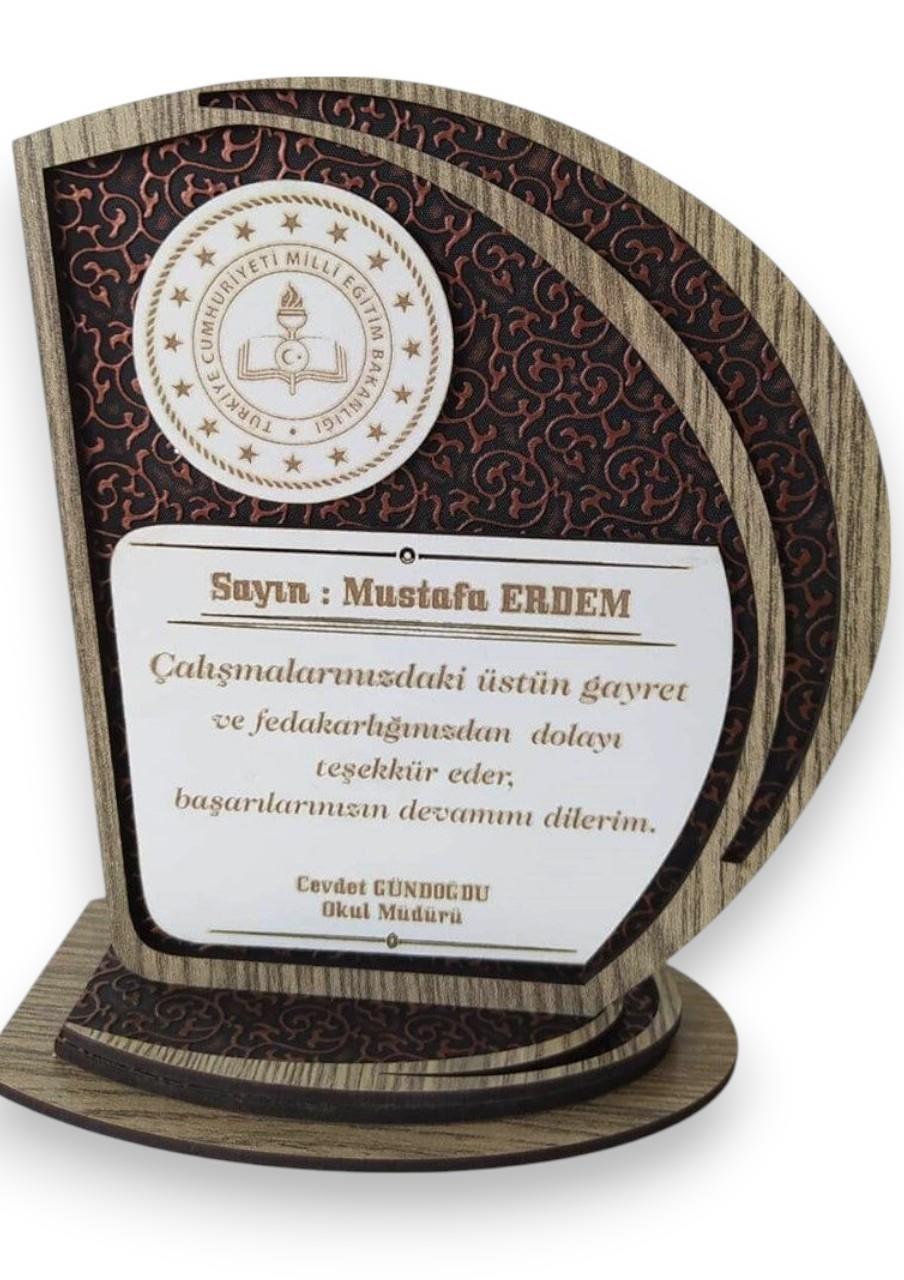 TÜRKİYE CUMHURİYETİ MİLLİ EĞİTİM BAKANLIĞI
Sayın : Mustafa ERDEM
Çalışmalarınızdaki üstün gayret
ve fedakarlığınızdan dolayı
teşekkür eder,
başarılarınızın devamını dilerim.
Cevdet GÜNDOĞDU
Okul Müdürü